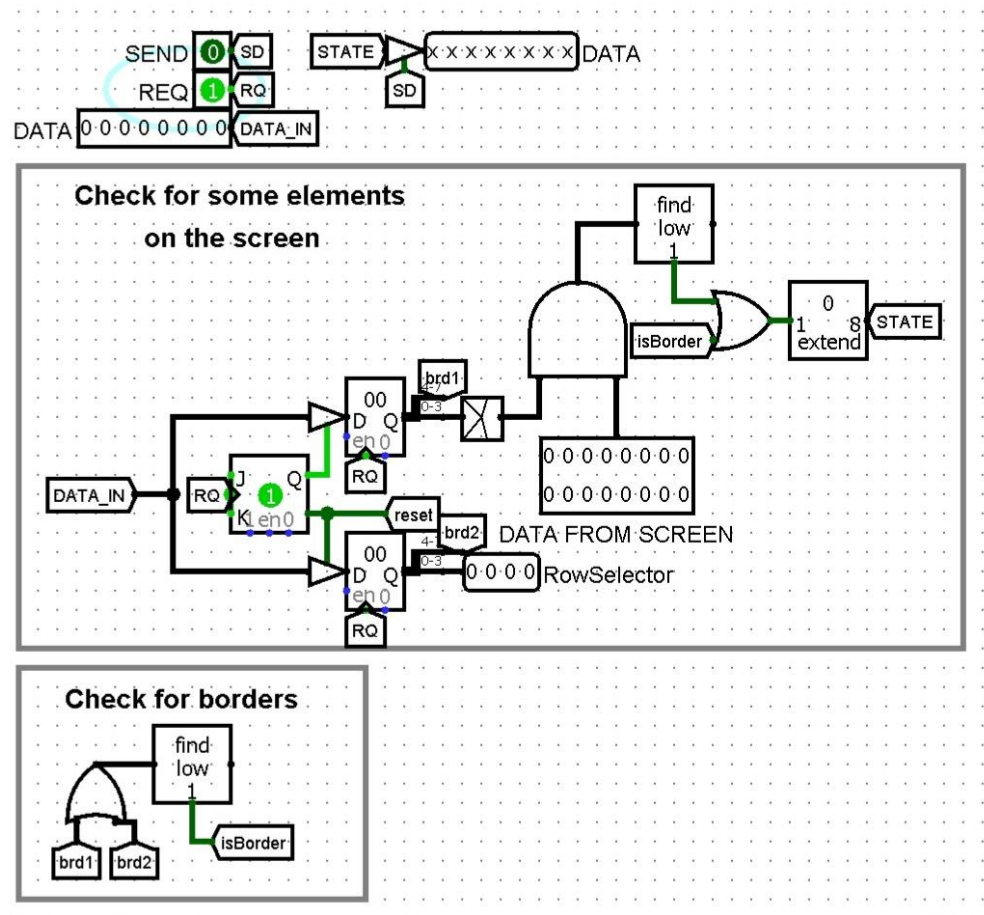 SEND 0 SD
STATE x x x x x x x x DATA
REQ 1 RQ
SD
DATA 0 0 0 0 0 0 0 0 DATA_IN
Check for some elements
on the screen
find
low
1
isBorder
0
1 8
extend
STATE
brd1
4-7
0-3
00
D Q
en 0
RQ
DATA_IN
RQ
J Q
1
K 1 en 0
reset
0 0 0 0 0 0 0 0
0 0 0 0 0 0 0 0
DATA FROM SCREEN
brd2
4-
0-3
00
D Q
en 0
RQ
0 0 0 0 RowSelector
Check for borders
find
low
1
isBorder
brd1 brd2